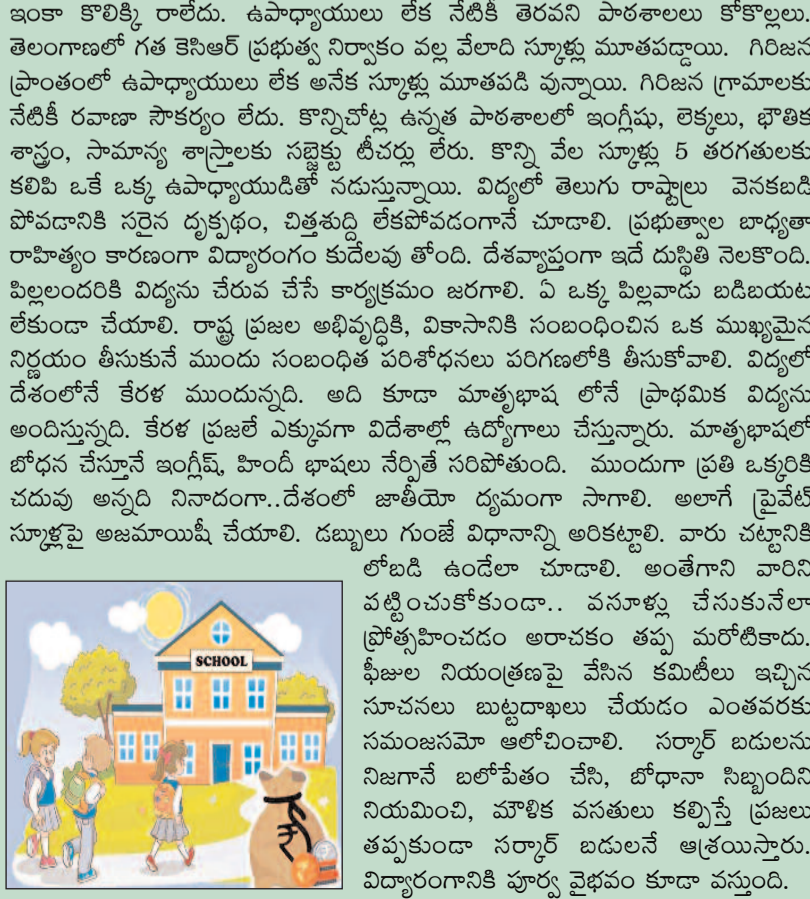 ఇంకా కొలిక్కి రాలేదు. ఉపాధ్యాయులు లేక నేటికీ తెరవని పాఠశాలలు కోకొల్లలు.
తెలంగాణలో గత కెసిఆర్ ప్రభుత్వ నిర్వాకం వల్ల వేలాది స్కూళ్లు మూతపడ్డాయి. గిరిజన
ప్రాంతంలో ఉపాధ్యాయులు లేక అనేక స్కూళ్లు మూతపడి వున్నాయి. గిరిజన గ్రామాలకు
నేటికీ రవాణా సౌకర్యం లేదు. కొన్నిచోట్ల ఉన్నత పాఠశాలలో ఇంగ్లీషు, లెక్కలు, భౌతిక
శాస్త్రం, సామాన్య శాస్త్రాలకు సబ్జెక్టు టీచర్లు లేరు. కొన్ని వేల స్కూళ్లు 5 తరగతులకు
కలిపి ఒకే ఒక్క ఉపాధ్యాయుడితో నడుస్తున్నాయి. విద్యలో తెలుగు రాష్ట్రాలు వెనకబడి
పోవడానికి సరైన దృక్పథం, చిత్తశుద్ది లేకపోవడంగానే చూడాలి. ప్రభుత్వాల బాధ్యతా
రాహిత్యం కారణంగా విద్యారంగం కుదేలవు తోంది. దేశవ్యాప్తంగా ఇదే దుస్థితి నెలకొంది.
పిల్లలందరికి విద్యను చేరువ చేసే కార్యక్రమం జరగాలి. ఏ ఒక్క పిల్లవాడు బడిబయట
లేకుండా చేయాలి. రాష్ట్ర ప్రజల అభివృద్ధికి, వికాసానికి సంబంధించిన ఒక ముఖ్యమైన
నిర్ణయం తీసుకునే ముందు సంబంధిత పరిశోధనలు పరిగణలోకి తీసుకోవాలి. విద్యలో
దేశంలోనే కేరళ ముందున్నది. అది కూడా మాతృభాష లోనే ప్రాథమిక విద్యను
అందిస్తున్నది. కేరళ ప్రజలే ఎక్కువగా విదేశాల్లో ఉద్యోగాలు చేస్తున్నారు. మాతృభాషలో
బోధన చేస్తూనే ఇంగ్లీష్, హిందీ భాషలు నేర్పితే సరిపోతుంది. ముందుగా ప్రతి ఒక్కరికి
చదువు అన్నది నినాదంగా..దేశంలో జాతీయో ద్యమంగా సాగాలి. అలాగే ప్రైవేట్
స్కూళ్లపై అజమాయిషీ చేయాలి. డబ్బులు గుంజే విధానాన్ని అరికట్టాలి. వారు చట్టానికి
లోబడి ఉండేలా చూడాలి. అంతేగాని వారిని
పట్టించుకోకుండా.. వసూళ్లు చేసుకునేలా
ప్రోత్సహించడం అరాచకం తప్ప మరోటికాదు.
ఫీజుల నియంత్రణపై వేసిన కమిటీలు ఇచ్చిన
సూచనలు బుట్టదాఖలు చేయడం ఎంతవరకు
సమంజసమో ఆలోచించాలి. సర్కార్ బడులను
నిజగానే బలోపేతం చేసి, బోధనా సిబ్బందిని
నియమించి, మౌళిక వసతులు కల్పిస్తే ప్రజలు
తప్పకుండా సర్కార్ బడులనే ఆశ్రయిస్తారు.
విద్యారంగానికి పూర్వ వైభవం కూడా వస్తుంది.
SCHOOL